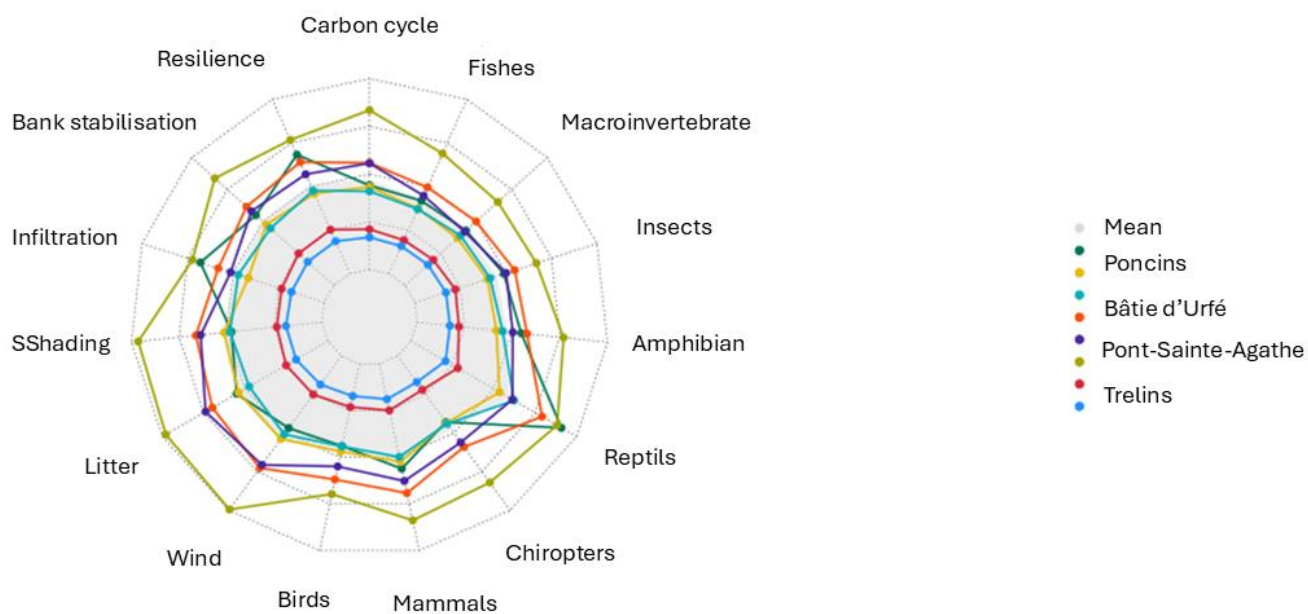 Carbon cycle
Resilience
Fishes
Bank stabilisation
Macroinvertebrate
Infiltration
Insects
SShading
Amphibian
Litter
Reptils
Wind
Chiropters
Birds
Mammals
Mean
Poncins
Bâtie d’Urfé
Pont-Sainte-Agathe
Trelins